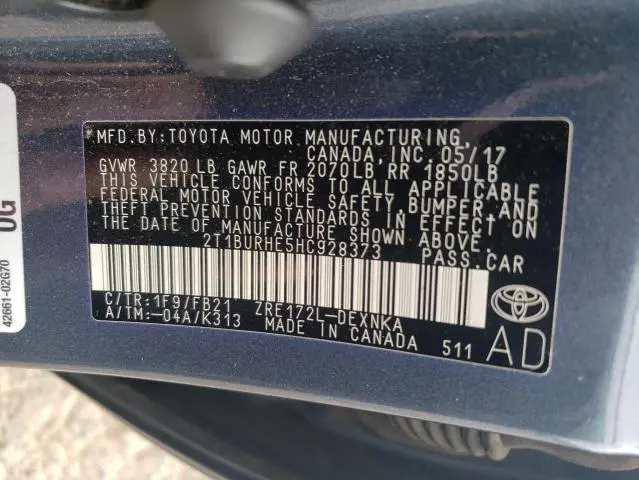 MFD.BY:TOYOTA MOTOR MANUFACTURING,
CANADA,INC.05/17
GVWR 3820 LB GAWR FR 2070LB RR 1850LB
THIS VEHICLE CONFORMS TO ALL APPLICABLE
FEDERAL MOTOR VEHICLE SAFETY, BUMPER AND
THEFT PREVENTION STANDARDS IN EFFECT ON
THE DATE OF MANUFACTURE SHOWN ABOVE.
2T1BURHE5HC928373 PASS.CAR
C/TR:1F9/FB21 ZRE172L-DEXNKA
A/TM:-04A/K313 MADE IN CANADA 511
AD
42661-02G70
0G